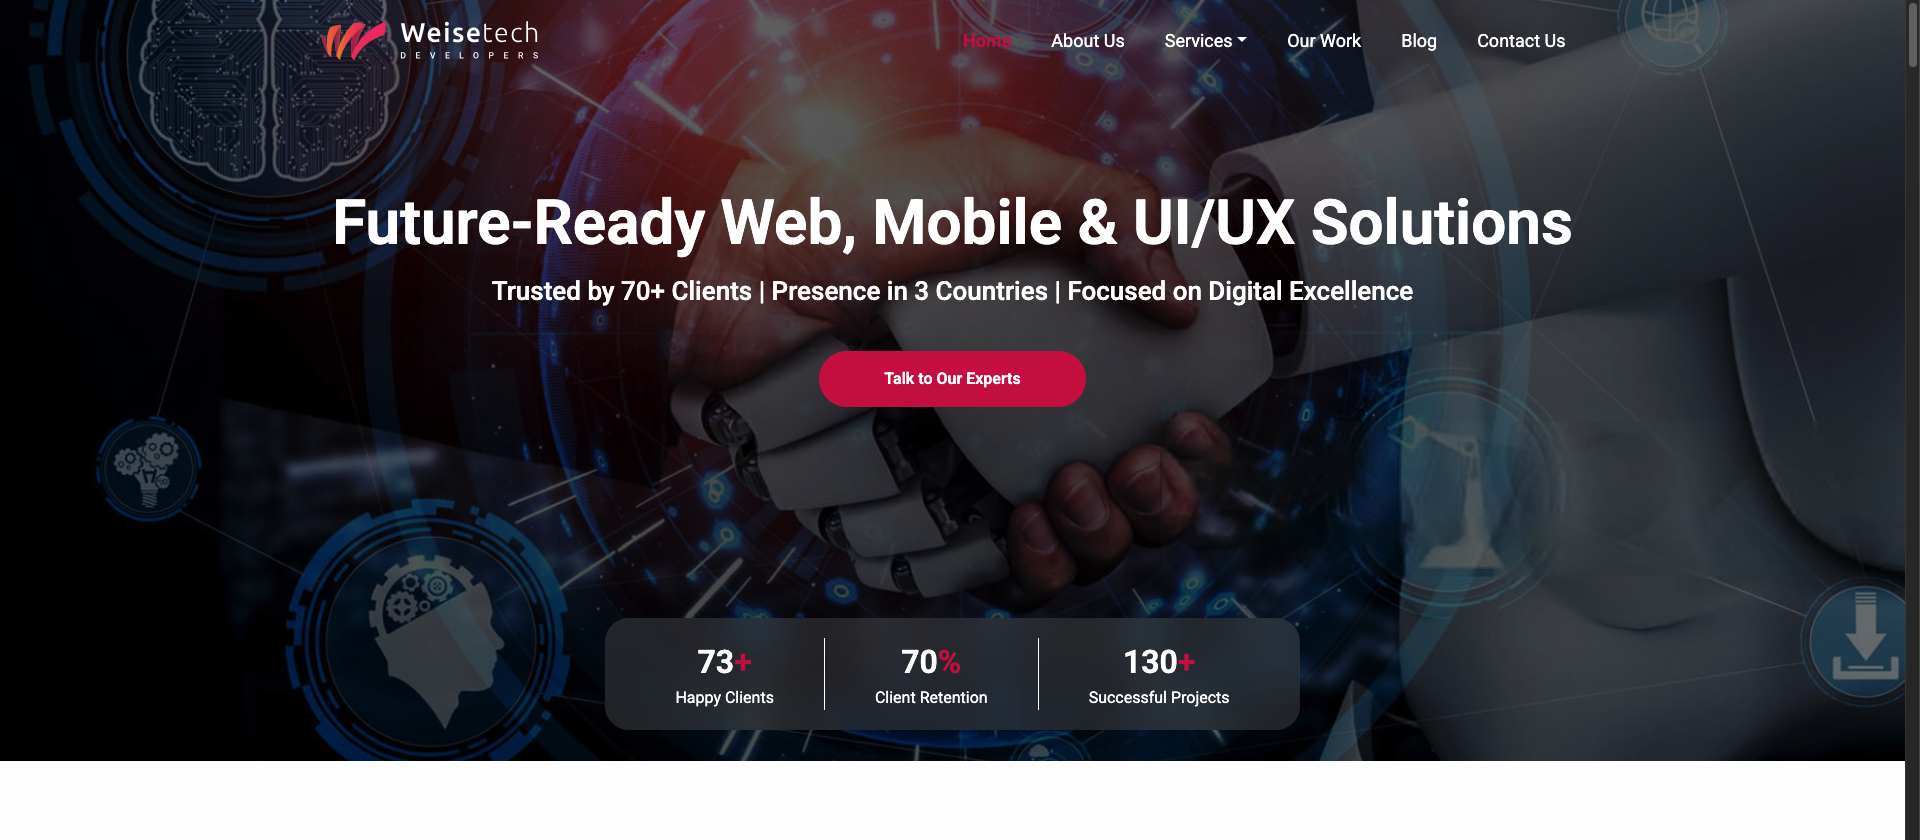 Weisetech
DEVELOPERS
Home
About Us
Services
Our Work
Blog
Contact Us
Future-Ready Web, Mobile & UI/UX Solutions
Trusted by 70+ Clients | Presence in 3 Countries | Focused on Digital Excellence
Talk to Our Experts
73+
Happy Clients
70%
Client Retention
130+
Successful Projects